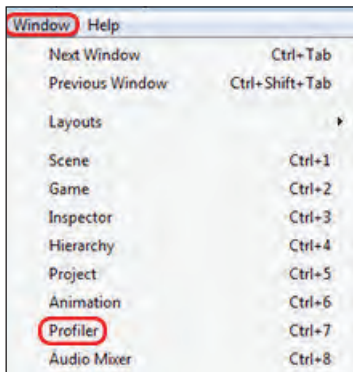 Window Help
Next Window Ctrl+Tab
Previous Window Ctrl+Shift+Tab
Layouts
Scene Ctrl+1
Game Ctrl+2
Inspector Ctrl+3
Hierarchy Ctrl+4
Project Ctrl+5
Animation Ctrl+6
Profiler Ctrl+7
Audio Mixer Ctrl+8